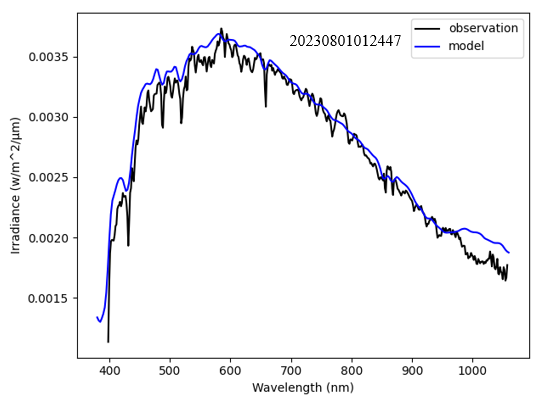 20230801012447
observation
model
0.0035
0.0030
0.0025
0.0020
0.0015
Irradiance (w/m^2/μm)
400 500 600 700 800 900 1000
Wavelength (nm)